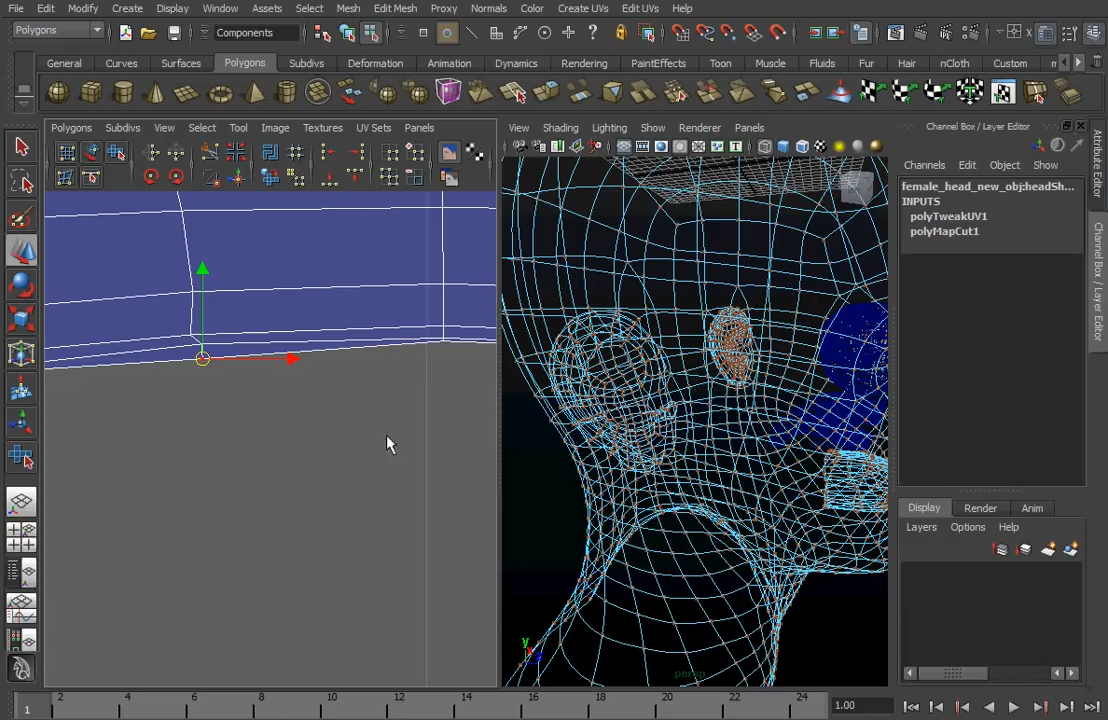 File Edit Modify Create Display Window Assets Select Mesh Edit Mesh Proxy Normals Color Create UVs Edit UVs Help
Polygons Components
General Curves Surfaces Polygons Subdivs Deformation Animation Dynamics Rendering PaintEffects Toon Muscle Fluids Fur Hair nCloth Custom
Polygons Subdivs View Select Tool Image Textures UV Sets Panels
View Shading Lighting Show Renderer Panels
Channel Box / Layer Editor
Channels Edit Object Show
female_head_new_obj:headSh...
INPUTS
polyTweakUV1
polyMapCut1
Attribute Editor
Channel Box / Layer Editor
Display Render Anim
Layers Options Help
y
z
persp
2 4 6 8 10 12 14 16 18 20 22 24
1
1.00